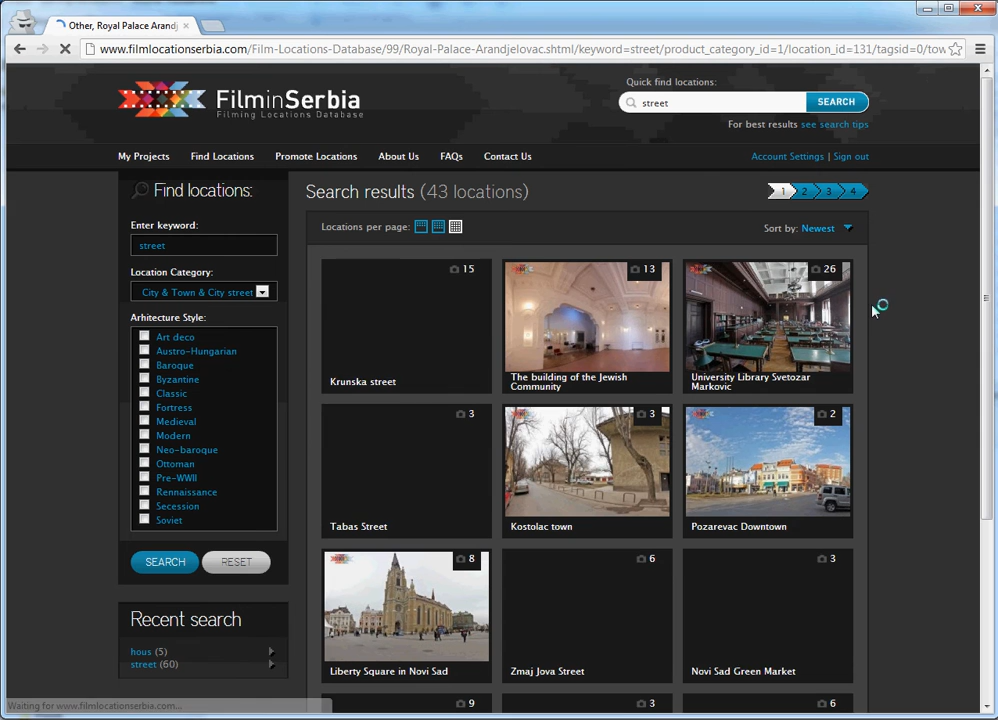 Other, Royal Palace Arandj
www.filmlocationserbia.com/Film-Locations-Database/99/Royal-Palace-Arandjelovac.shtml/keyword=street/product_category_id=1/location_id=131/tagsid=0/tow
FilminSerbia
Filming Locations Database
Quick find locations:
street
SEARCH
For best results see search tips
My Projects
Find Locations
Promote Locations
About Us
FAQs
Contact Us
Account Settings | Sign out
Find locations:
Enter keyword:
street
Location Category:
City & Town & City street
Arhitecture Style:
Art deco
Austro-Hungarian
Baroque
Byzantine
Classic
Fortress
Medieval
Modern
Neo-baroque
Ottoman
Pre-WWII
Rennaissance
Secession
Soviet
SEARCH
RESET
Recent search
hous (5)
street (60)
Search results (43 locations)
1 2 3 4
Locations per page:
Sort by: Newest
15
Krunska street
13
The building of the Jewish
Community
26
University Library Svetozar
Markovic
3
Tabas Street
3
Kostolac town
2
Pozarevac Downtown
8
Liberty Square in Novi Sad
6
Zmaj Jova Street
3
Novi Sad Green Market
9
3
6
Waiting for www.filmlocationserbia.com...